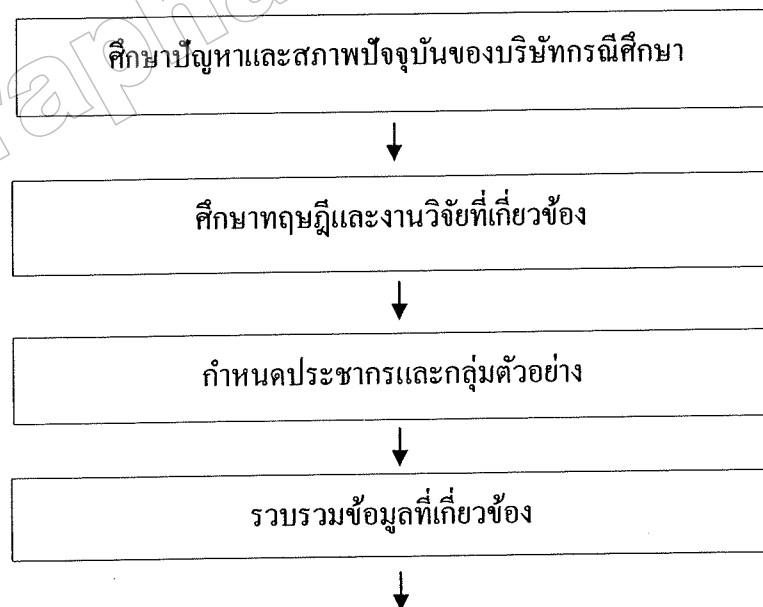 ศึกษาปัญหาและสภาพปัจจุบันของบริษัทกรณีศึกษา
ศึกษาทฤษฎีและงานวิจัยที่เกี่ยวข้อง
กำหนดประชากรและกลุ่มตัวอย่าง
รวบรวมข้อมูลที่เกี่ยวข้อง